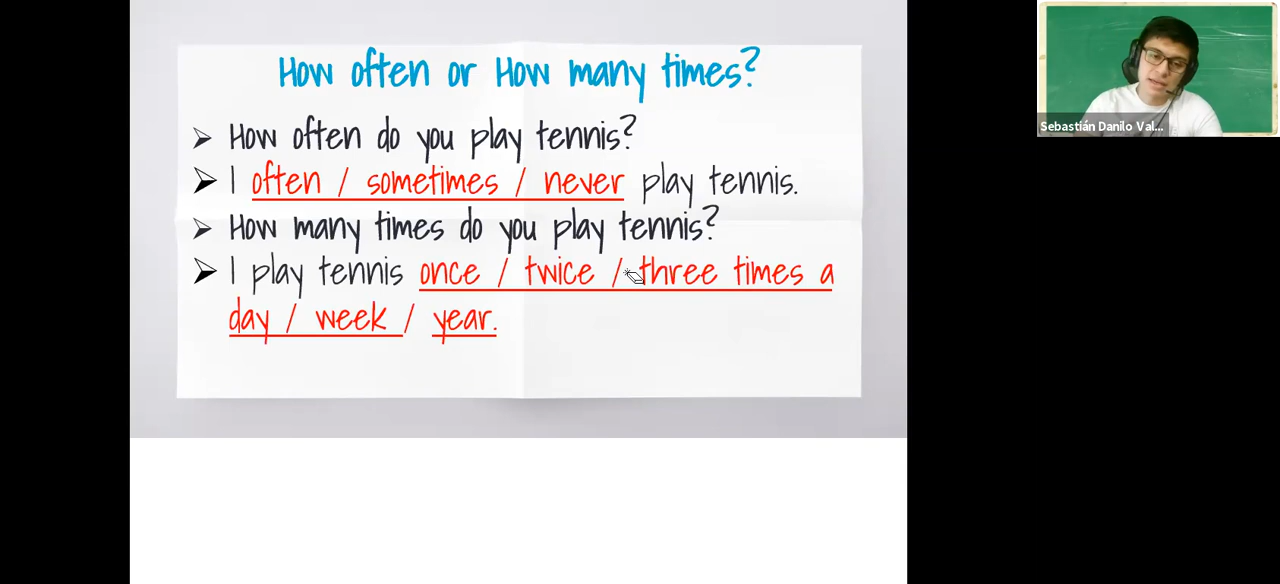 How often or How many times?
How often do you play tennis?
I often / sometimes / never play tennis.
How many times do you play tennis?
I play tennis once / twice / three times a
day / week / year.
Sebastián Danilo Val...